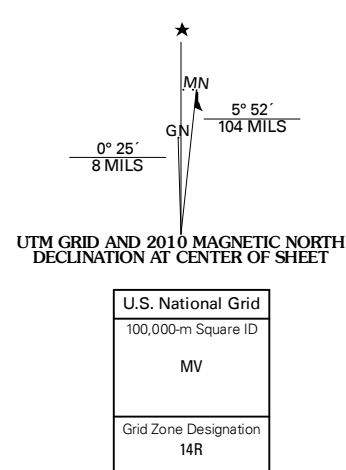 MN
5° 52´
104 MILS
GN
0° 25´
8 MILS
UTM GRID AND 2010 MAGNETIC NORTH
DECLINATION AT CENTER OF SHEET
U.S. National Grid
100,000-m Square ID
MV
Grid Zone Designation
14R